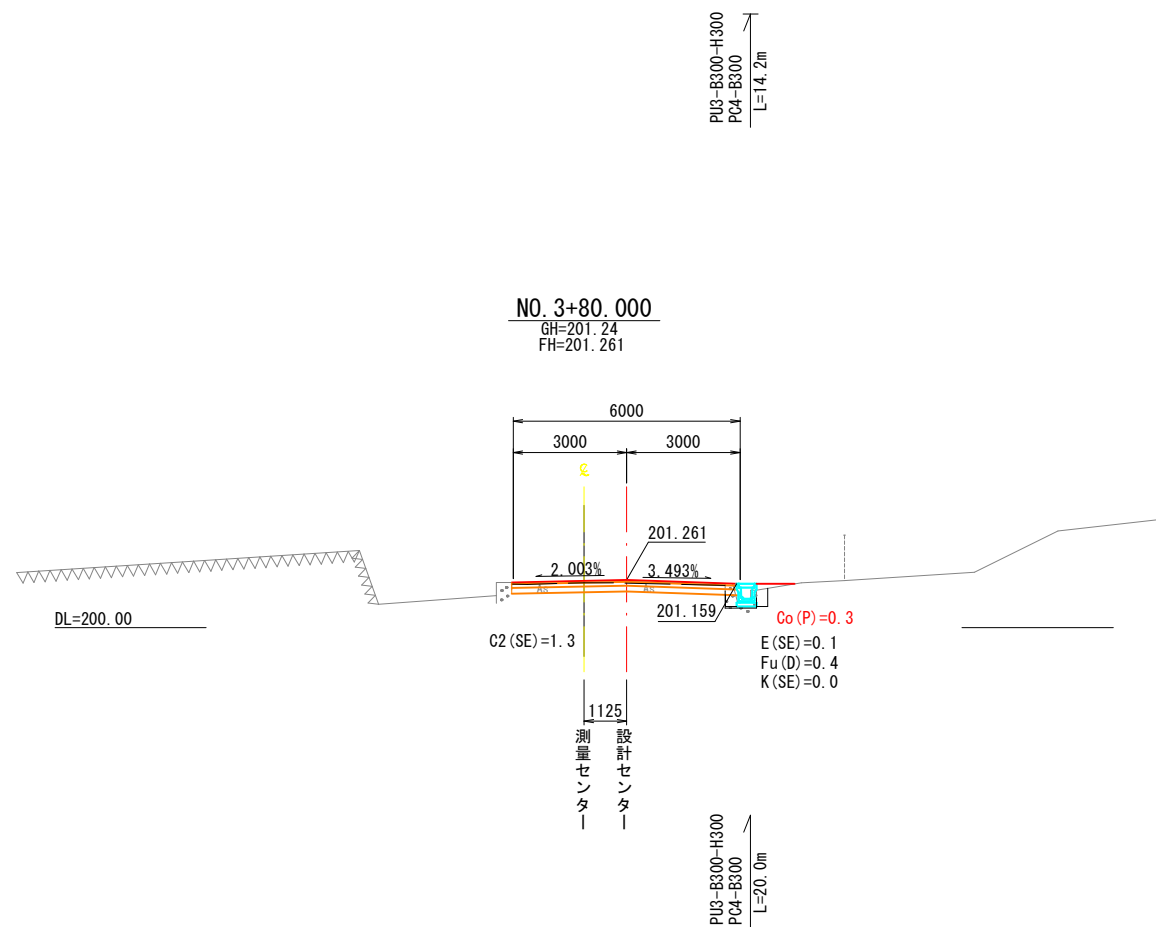 PU3-B300-H300
PC4-B300
L=14.2m
NO.3+80.000
GH=201.24
FH=201.261
6000
3000
3000
℄
201.261
2.003%
3.493%
As
As
201.159
DL=200.00
Co(P)=0.3
C2(SE)=1.3
E(SE)=0.1
Fu(D)=0.4
K(SE)=0.0
1125
測量センター
設計センター
PU3-B300-H300
PC4-B300
L=20.0m